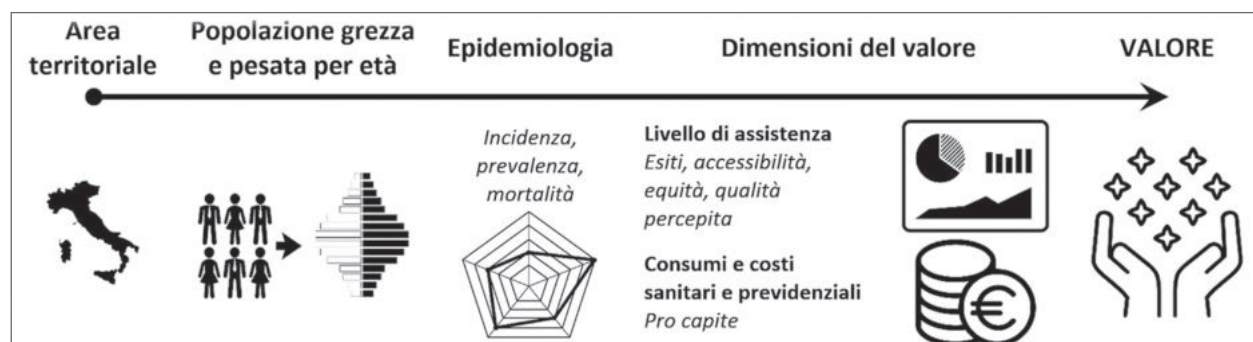 Area
territoriale
Popolazione grezza
e pesata per età
Epidemiologia
Dimensioni del valore
VALORE
Incidenza,
prevalenza,
mortalità
Livello di assistenza
Esiti, accessibilità,
equità, qualità
percepita
Consumi e costi
sanitari e previdenziali
Pro capite
€